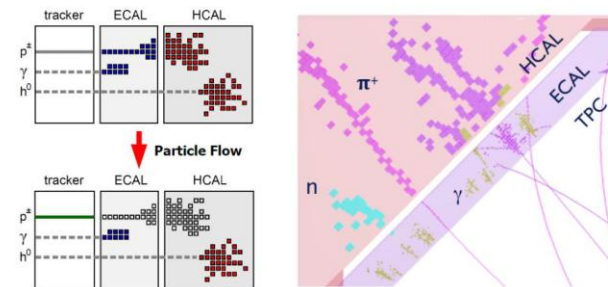 tracker ECAL HCAL
p±
γ
h⁰
Particle Flow
tracker ECAL HCAL
p±
γ
h⁰
π⁺
HCAL
ECAL
TPC
n
γ